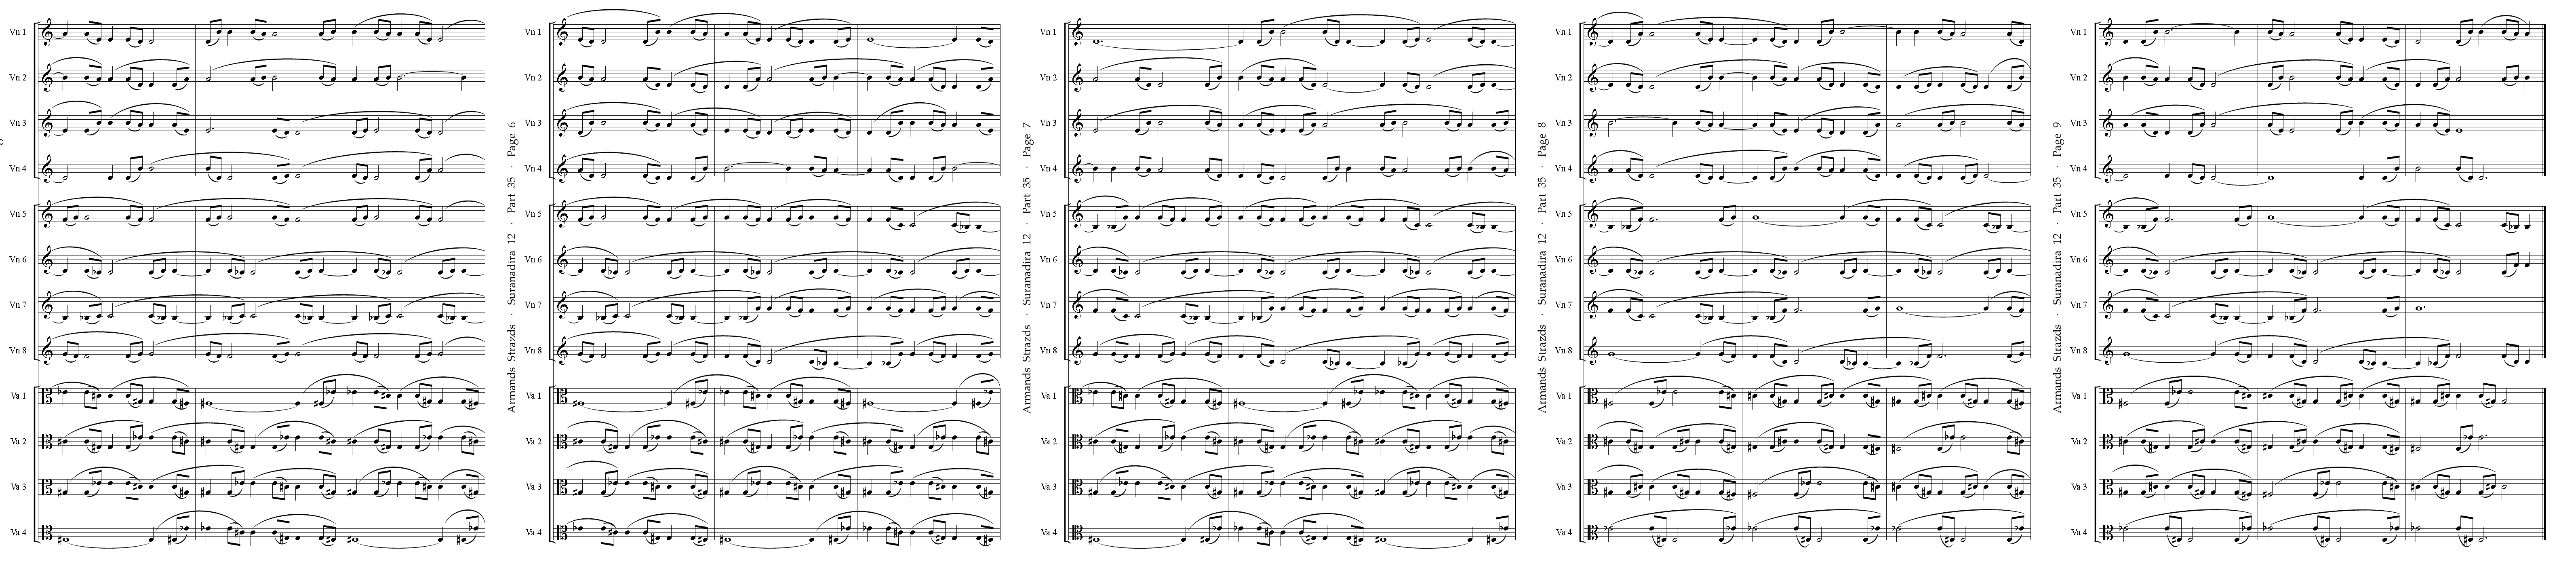 Vn 1
Vn 2
Vn 3
Vn 4
Vn 5
Vn 6
Vn 7
Vn 8
Va 1
Va 2
Va 3
Va 4
Armands Strazds · Suranadira 12 · Part 35 · Page 6
Vn 1
Vn 2
Vn 3
Vn 4
Vn 5
Vn 6
Vn 7
Vn 8
Va 1
Va 2
Va 3
Va 4
Armands Strazds · Suranadira 12 · Part 35 · Page 7
Vn 1
Vn 2
Vn 3
Vn 4
Vn 5
Vn 6
Vn 7
Vn 8
Va 1
Va 2
Va 3
Va 4
Armands Strazds · Suranadira 12 · Part 35 · Page 8
Vn 1
Vn 2
Vn 3
Vn 4
Vn 5
Vn 6
Vn 7
Vn 8
Va 1
Va 2
Va 3
Va 4
Armands Strazds · Suranadira 12 · Part 35 · Page 9
Vn 1
Vn 2
Vn 3
Vn 4
Vn 5
Vn 6
Vn 7
Vn 8
Va 1
Va 2
Va 3
Va 4